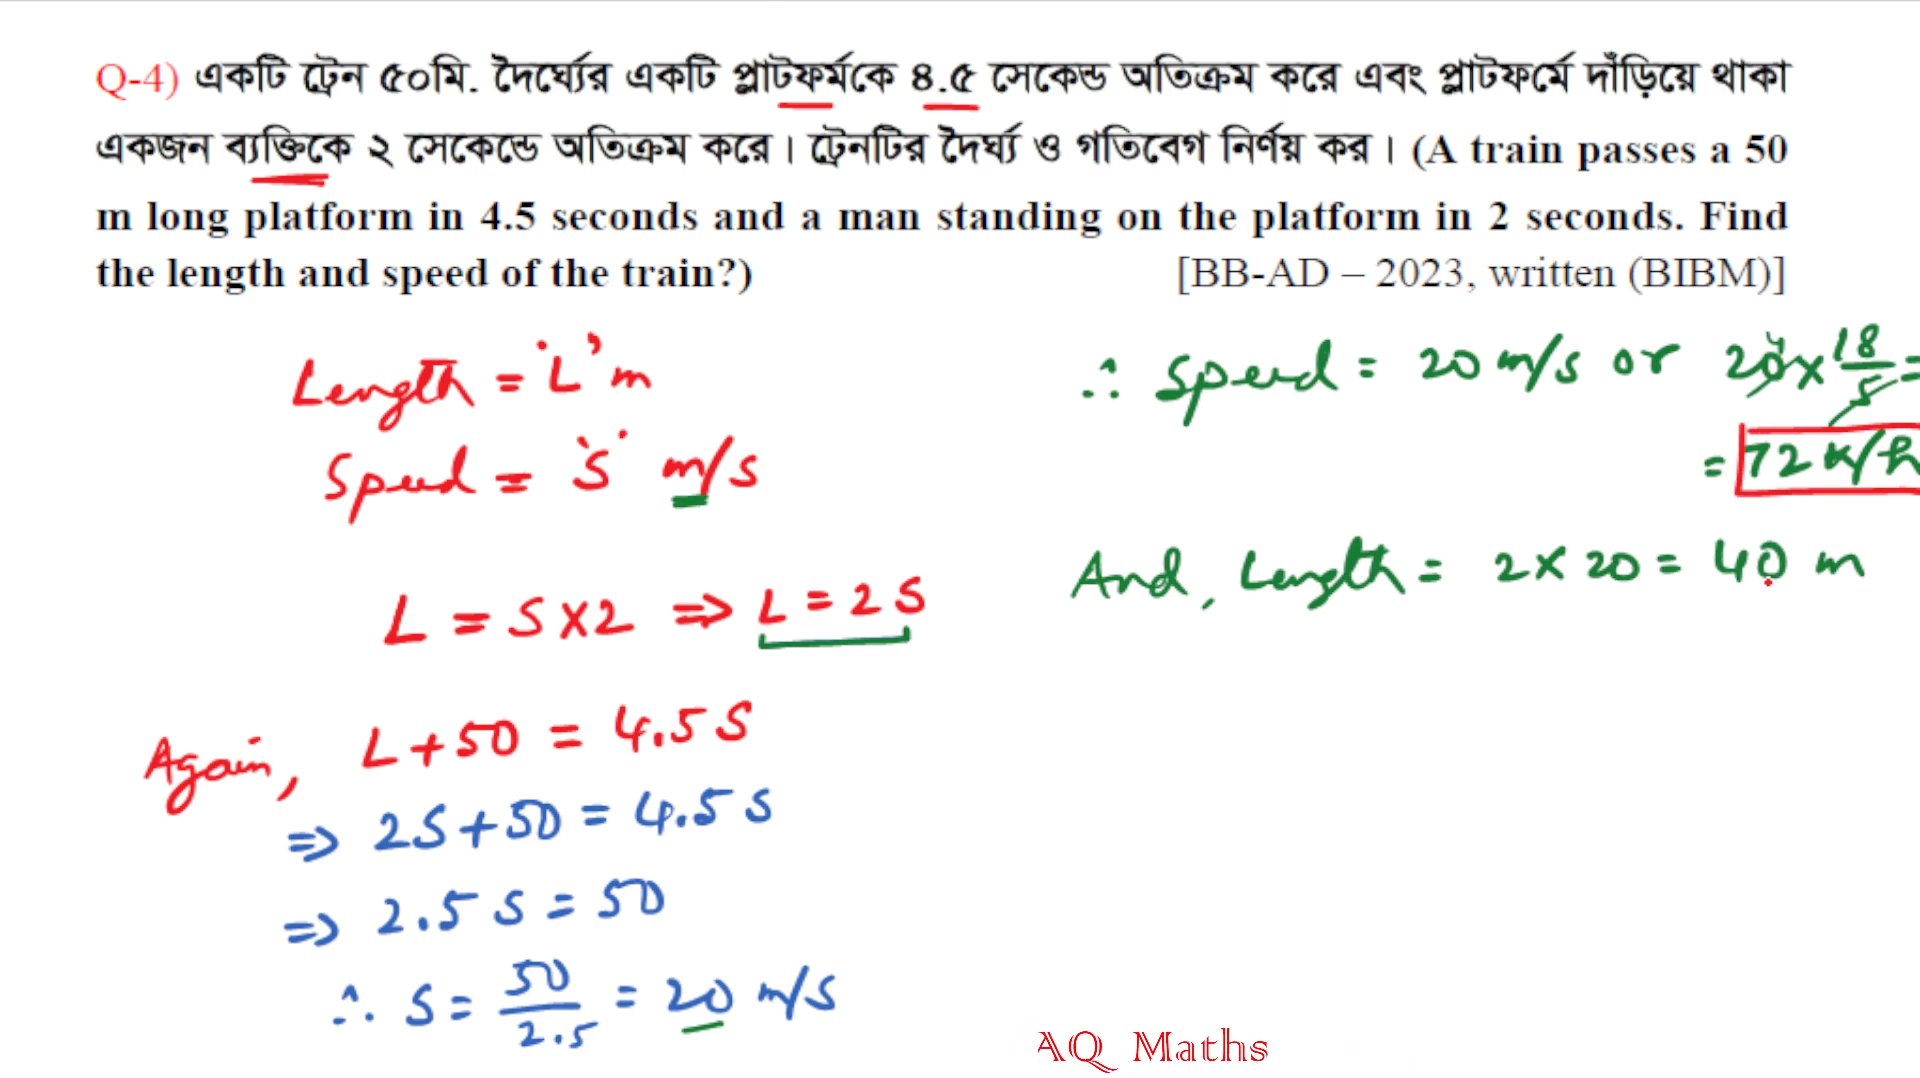 Q-4) একটি ট্রেন ৫০মি. দৈর্ঘ্যের একটি প্লাটফর্মকে ৪.৫ সেকেন্ড অতিক্রম করে এবং প্লাটফর্মে দাঁড়িয়ে থাকা
একজন ব্যক্তিকে ২ সেকেন্ডে অতিক্রম করে। ট্রেনটির দৈর্ঘ্য ও গতিবেগ নির্ণয় কর। (A train passes a 50
m long platform in 4.5 seconds and a man standing on the platform in 2 seconds. Find
the length and speed of the train?) [BB-AD – 2023, written (BIBM)]
Length = 'L' m
Speed = 'S' m/s
L = S×2 ⇒ L = 2S
Again, L+50 = 4.5 S
⇒ 2S+50 = 4.5 S
⇒ 2.5 S = 50
∴ S = 50/2.5 = 20 m/s
∴ Speed = 20 m/s or 20 4 × 18/5 =
= 72 K/h
And, Length = 2×20 = 40 m
AQ Maths